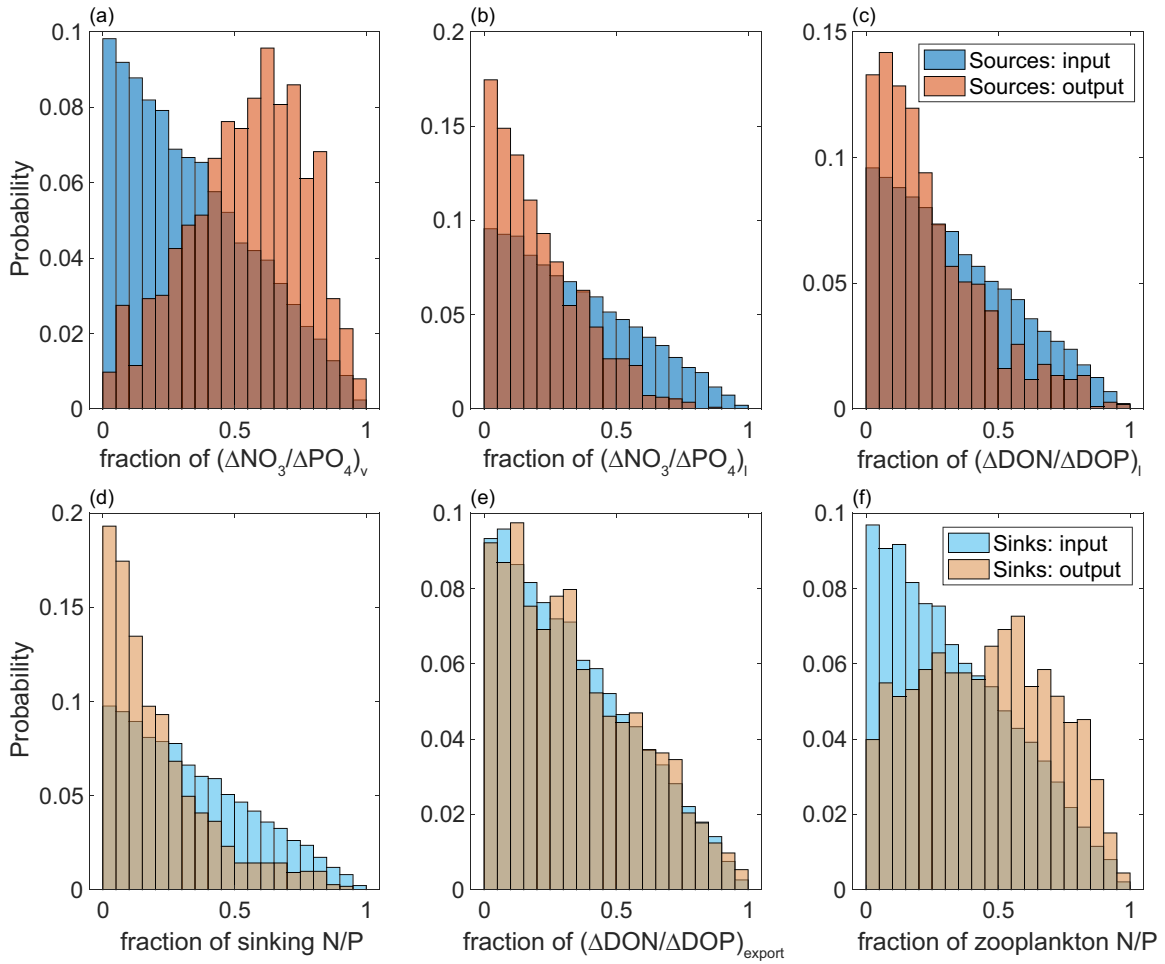 (a)
0.1
0.08
0.06
0.04
0.02
0
0
0.5
1
Probability
fraction of (ΔNO₃/ΔPO₄)ᵥ
(b)
0.2
0.15
0.1
0.05
0
0
0.5
1
fraction of (ΔNO₃/ΔPO₄)ₗ
(c)
0.15
0.1
0.05
0
0
0.5
1
Sources: input
Sources: output
fraction of (ΔDON/ΔDOP)ₗ
(d)
0.2
0.15
0.1
0.05
0
0
0.5
1
Probability
fraction of sinking N/P
(e)
0.1
0.08
0.06
0.04
0.02
0
0
0.5
1
fraction of (ΔDON/ΔDOP)export
(f)
0.1
0.08
0.06
0.04
0.02
0
0
0.5
1
Sinks: input
Sinks: output
fraction of zooplankton N/P